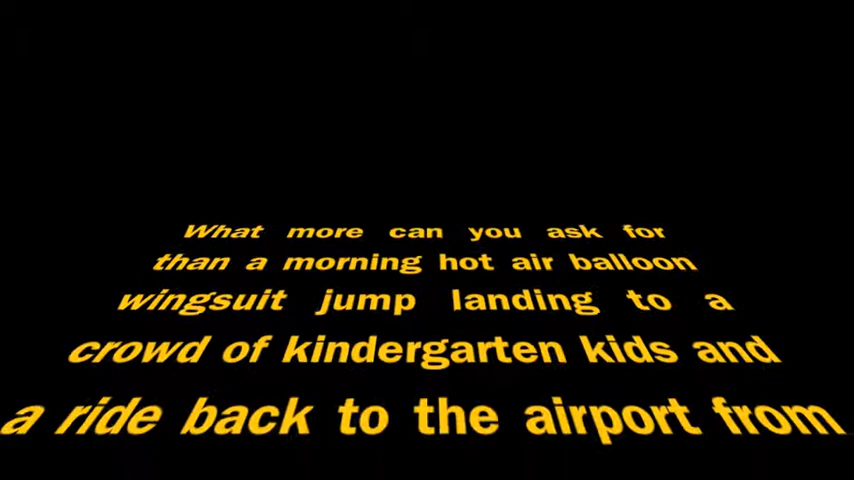 What more can you ask for
than a morning hot air balloon
wingsuit jump landing to a
crowd of kindergarten kids and
a ride back to the airport from